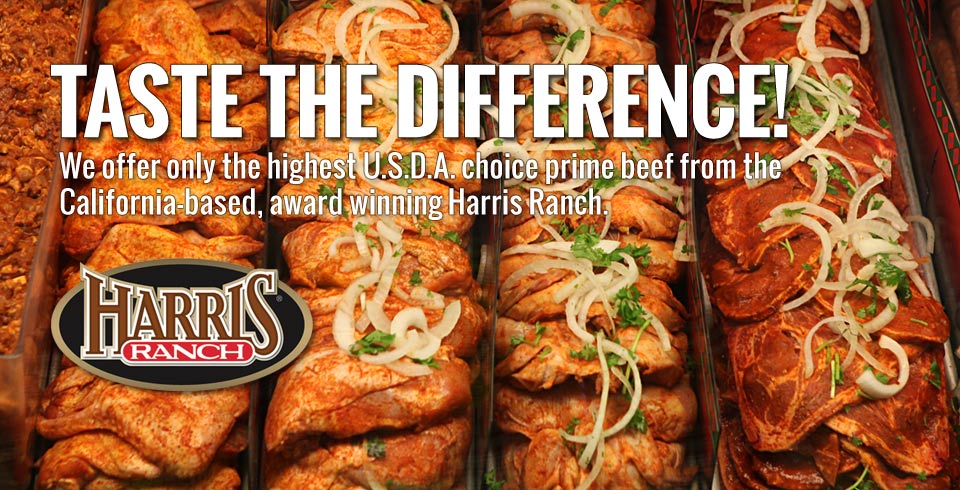 TASTE THE DIFFERENCE!
We offer only the highest U.S.D.A. choice prime beef from the
California-based, award winning Harris Ranch.
HARRIS®
RANCH